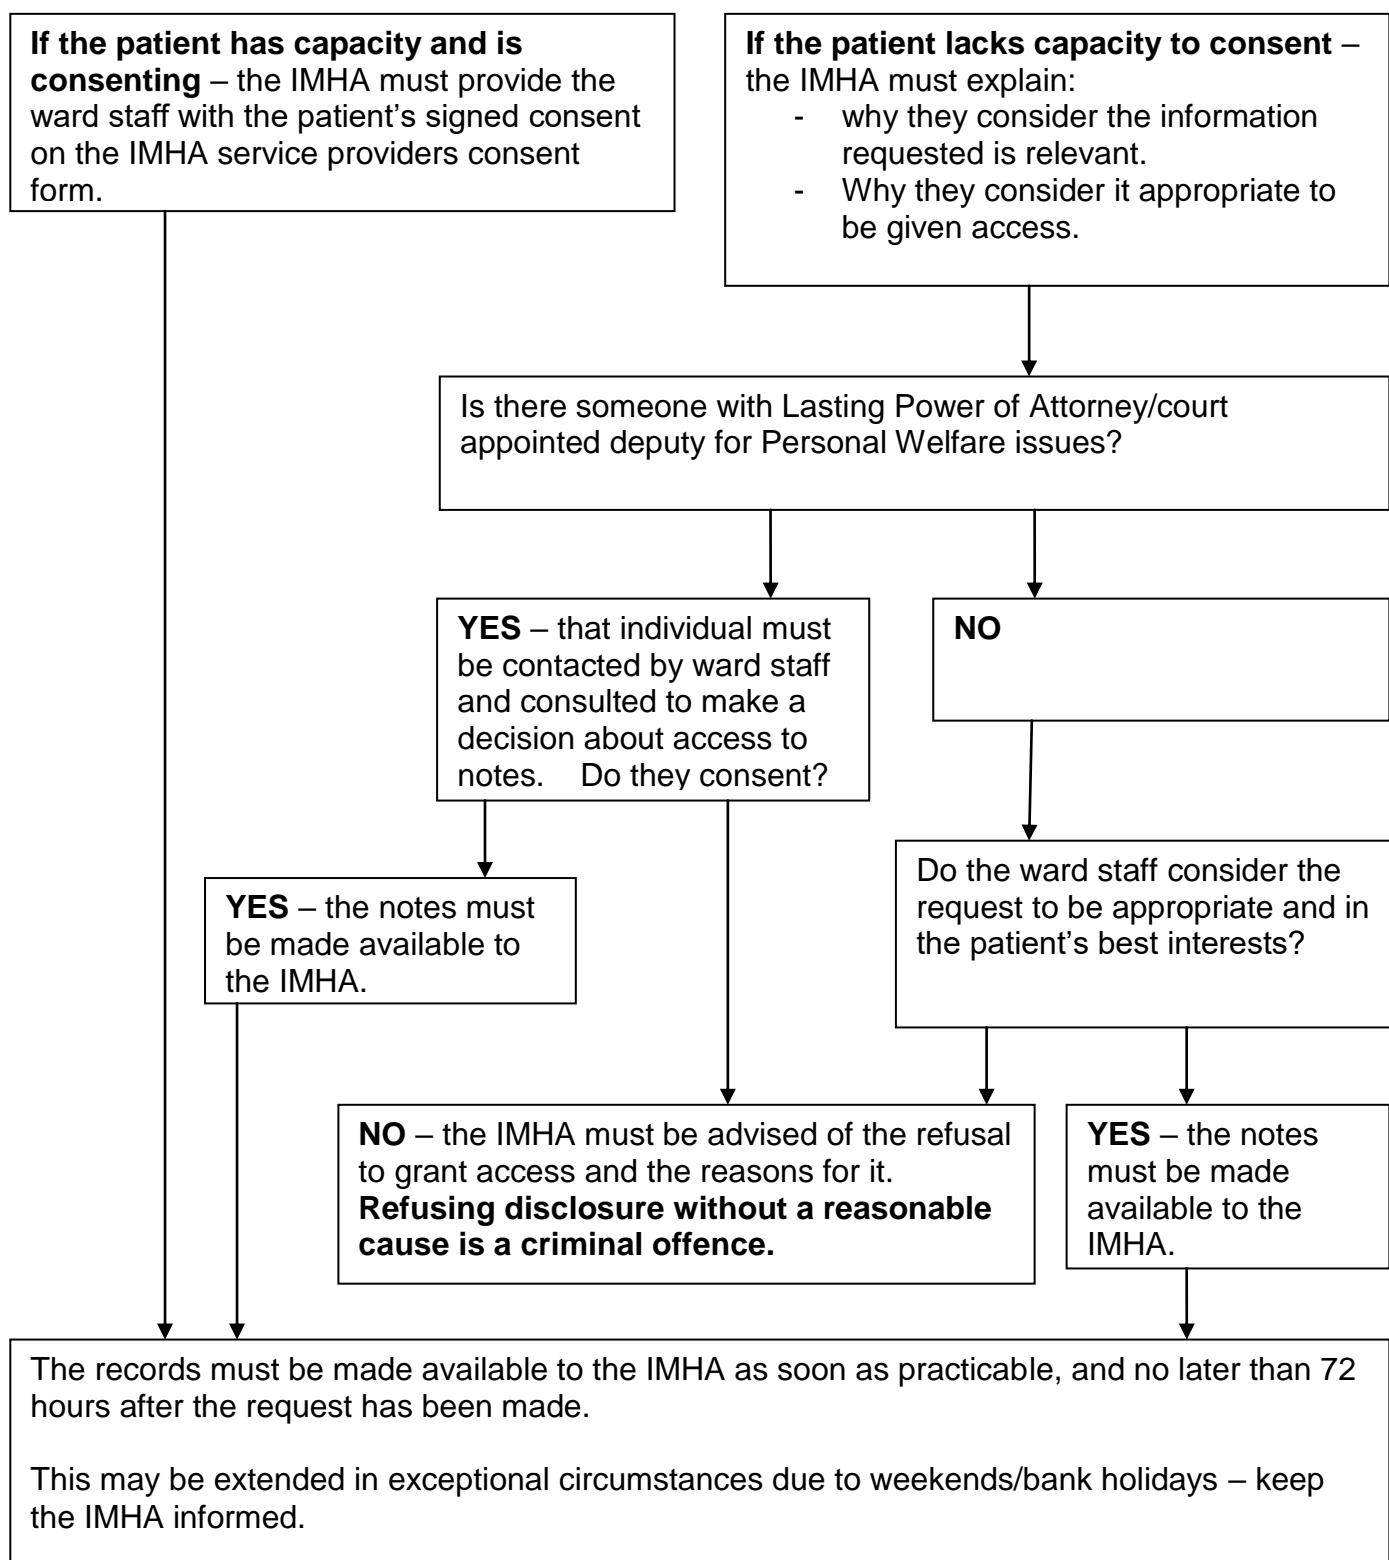 If the patient has capacity and is
consenting – the IMHA must provide the
ward staff with the patient's signed consent
on the IMHA service providers consent
form.
If the patient lacks capacity to consent –
the IMHA must explain:
- why they consider the information
requested is relevant.
- Why they consider it appropriate to
be given access.
Is there someone with Lasting Power of Attorney/court
appointed deputy for Personal Welfare issues?
YES – that individual must
be contacted by ward staff
and consulted to make a
decision about access to
notes. Do they consent?
NO
Do the ward staff consider the
request to be appropriate and in
the patient's best interests?
YES – the notes must
be made available to
the IMHA.
NO – the IMHA must be advised of the refusal
to grant access and the reasons for it.
Refusing disclosure without a reasonable
cause is a criminal offence.
YES – the notes
must be made
available to the
IMHA.
The records must be made available to the IMHA as soon as practicable, and no later than 72
hours after the request has been made.
This may be extended in exceptional circumstances due to weekends/bank holidays – keep
the IMHA informed.